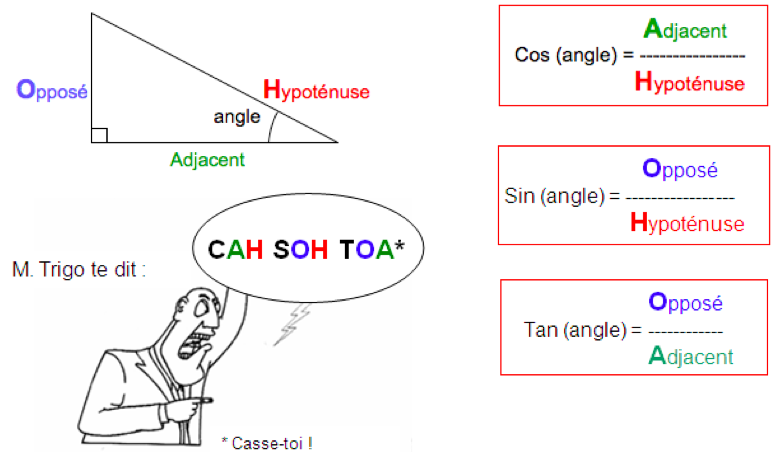 Opposé
Hypoténuse
angle
Adjacent
M. Trigo te dit :
CAH SOH TOA*
* Casse-toi !
Adjacent
Cos (angle) = ----------------
Hypoténuse
Opposé
Sin (angle) = -----------------
Hypoténuse
Opposé
Tan (angle) = ------------
Adjacent